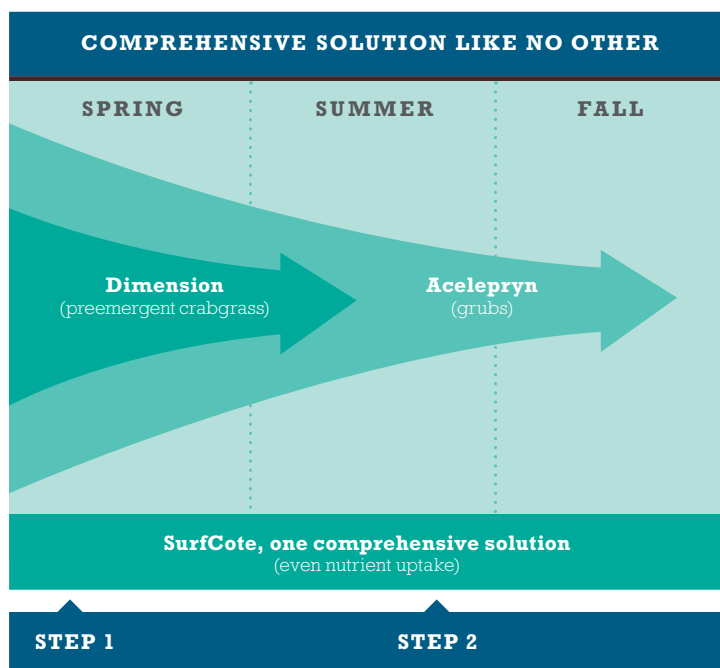 COMPREHENSIVE SOLUTION LIKE NO OTHER
SPRING
SUMMER
FALL
Dimension
(preemergent crabgrass)
Acelepryn
(grubs)
SurfCote, one comprehensive solution
(even nutrient uptake)
STEP 1
STEP 2